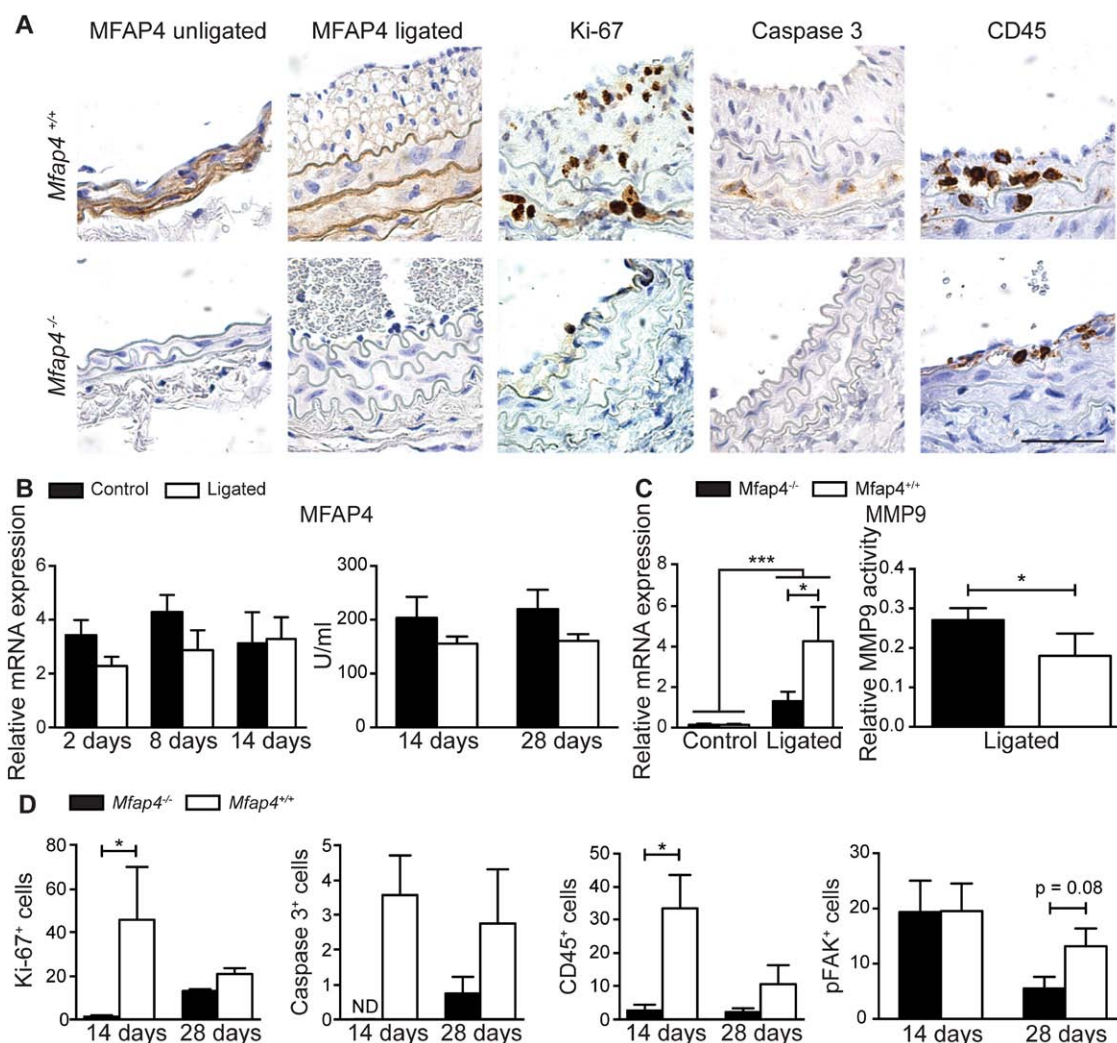 A
MFAP4 unligated
MFAP4 ligated
Ki-67
Caspase 3
CD45
Mfap4 +/+
Mfap4 -/-
B
Control
Ligated
MFAP4
Relative mRNA expression
6
4
2
0
2 days
8 days
14 days
U/ml
300
200
150
100
0
14 days
28 days
C
Mfap4-/-
Mfap4+/+
MMP9
Relative mRNA expression
8
6
4
2
0
***
*
Control
Ligated
Relative MMP9 activity
0.4
0.3
0.2
0.1
0.0
*
Ligated
D
Mfap4-/-
Mfap4+/+
Ki-67+ cells
80
60
40
20
0
*
14 days
28 days
Caspase 3+ cells
5
4
3
2
1
0
ND
14 days
28 days
CD45+ cells
50
40
30
20
10
0
*
14 days
28 days
pFAK+ cells
30
20
10
0
p = 0.08
14 days
28 days